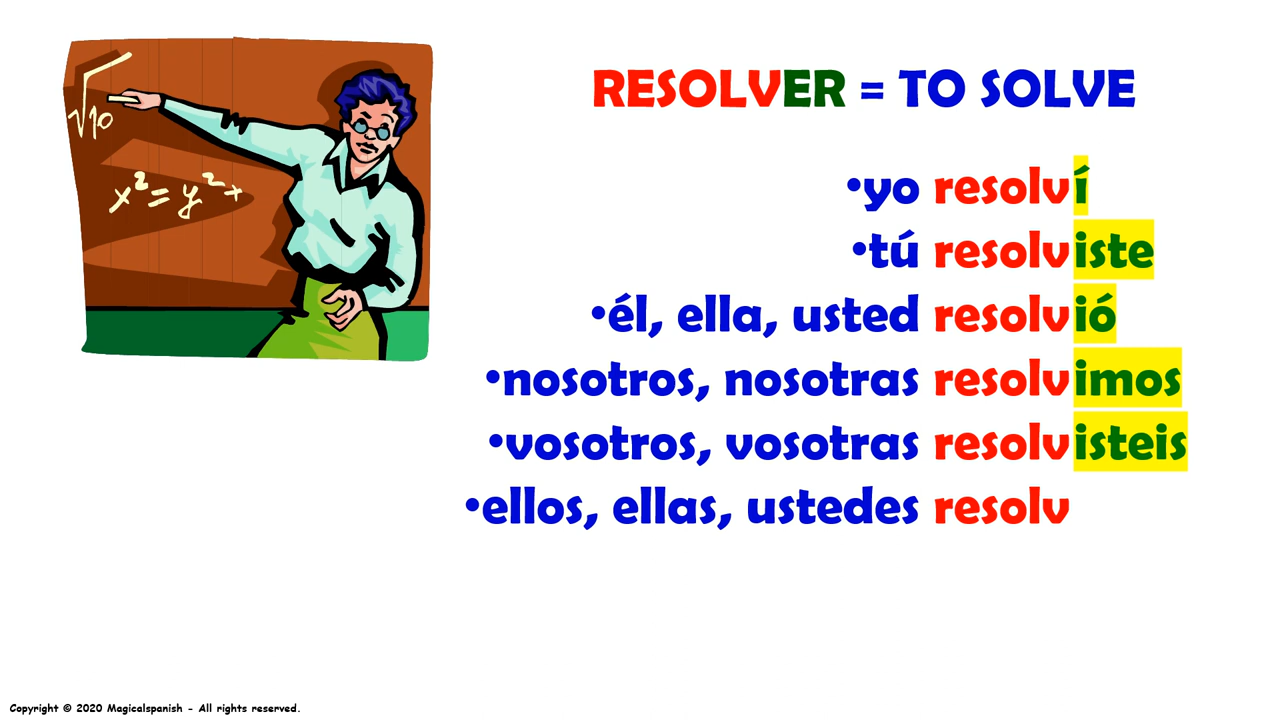 √10
x²= y²+
RESOLVER = TO SOLVE
•yo resolví
•tú resolviste
•él, ella, usted resolvió
•nosotros, nosotras resolvimos
•vosotros, vosotras resolvisteis
•ellos, ellas, ustedes resolv
Copyright © 2020 Magicalspanish - All rights reserved.